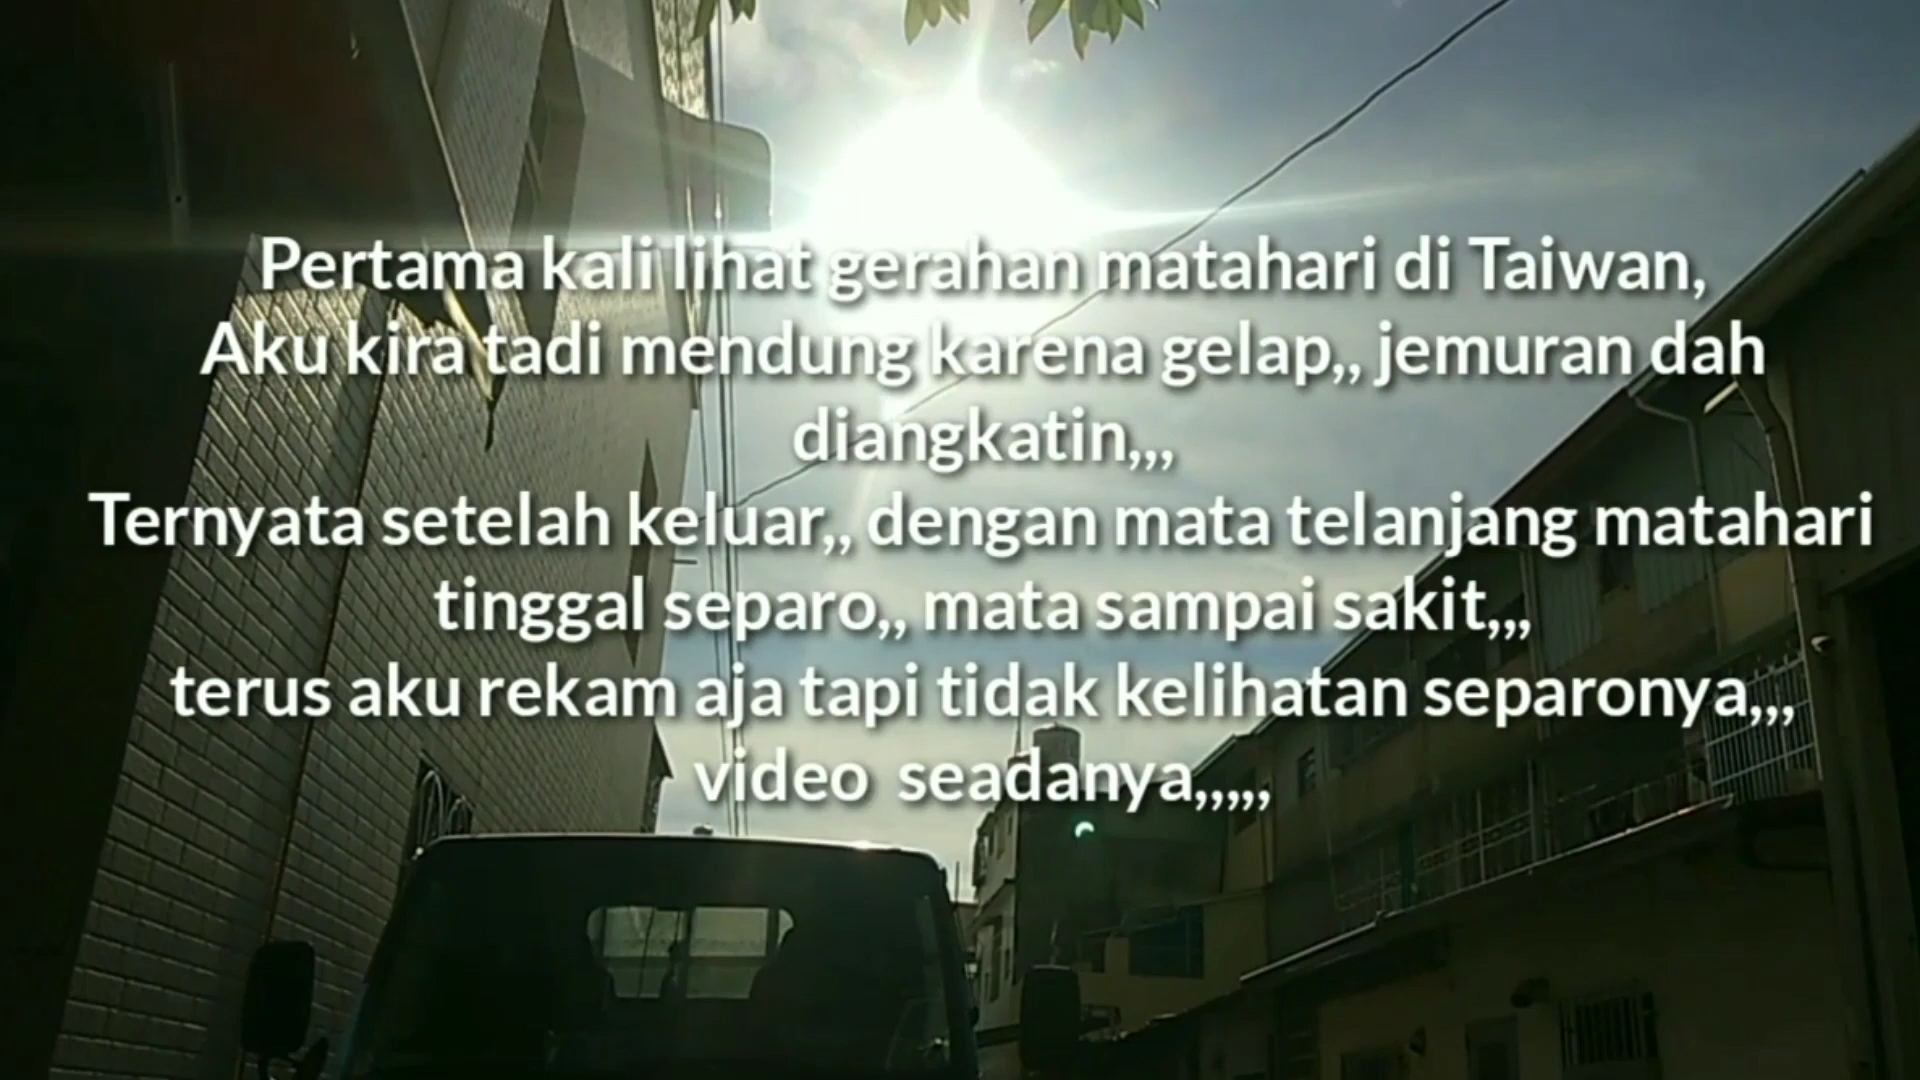 Pertama kali lihat gerahan matahari di Taiwan,
Aku kira tadi mendung karena gelap,, jemuran dah
diangkatin,,,
Ternyata setelah keluar,, dengan mata telanjang matahari
tinggal separo,, mata sampai sakit,,,
terus aku rekam aja tapi tidak kelihatan separonya,,,
video  seadanya,,,,,